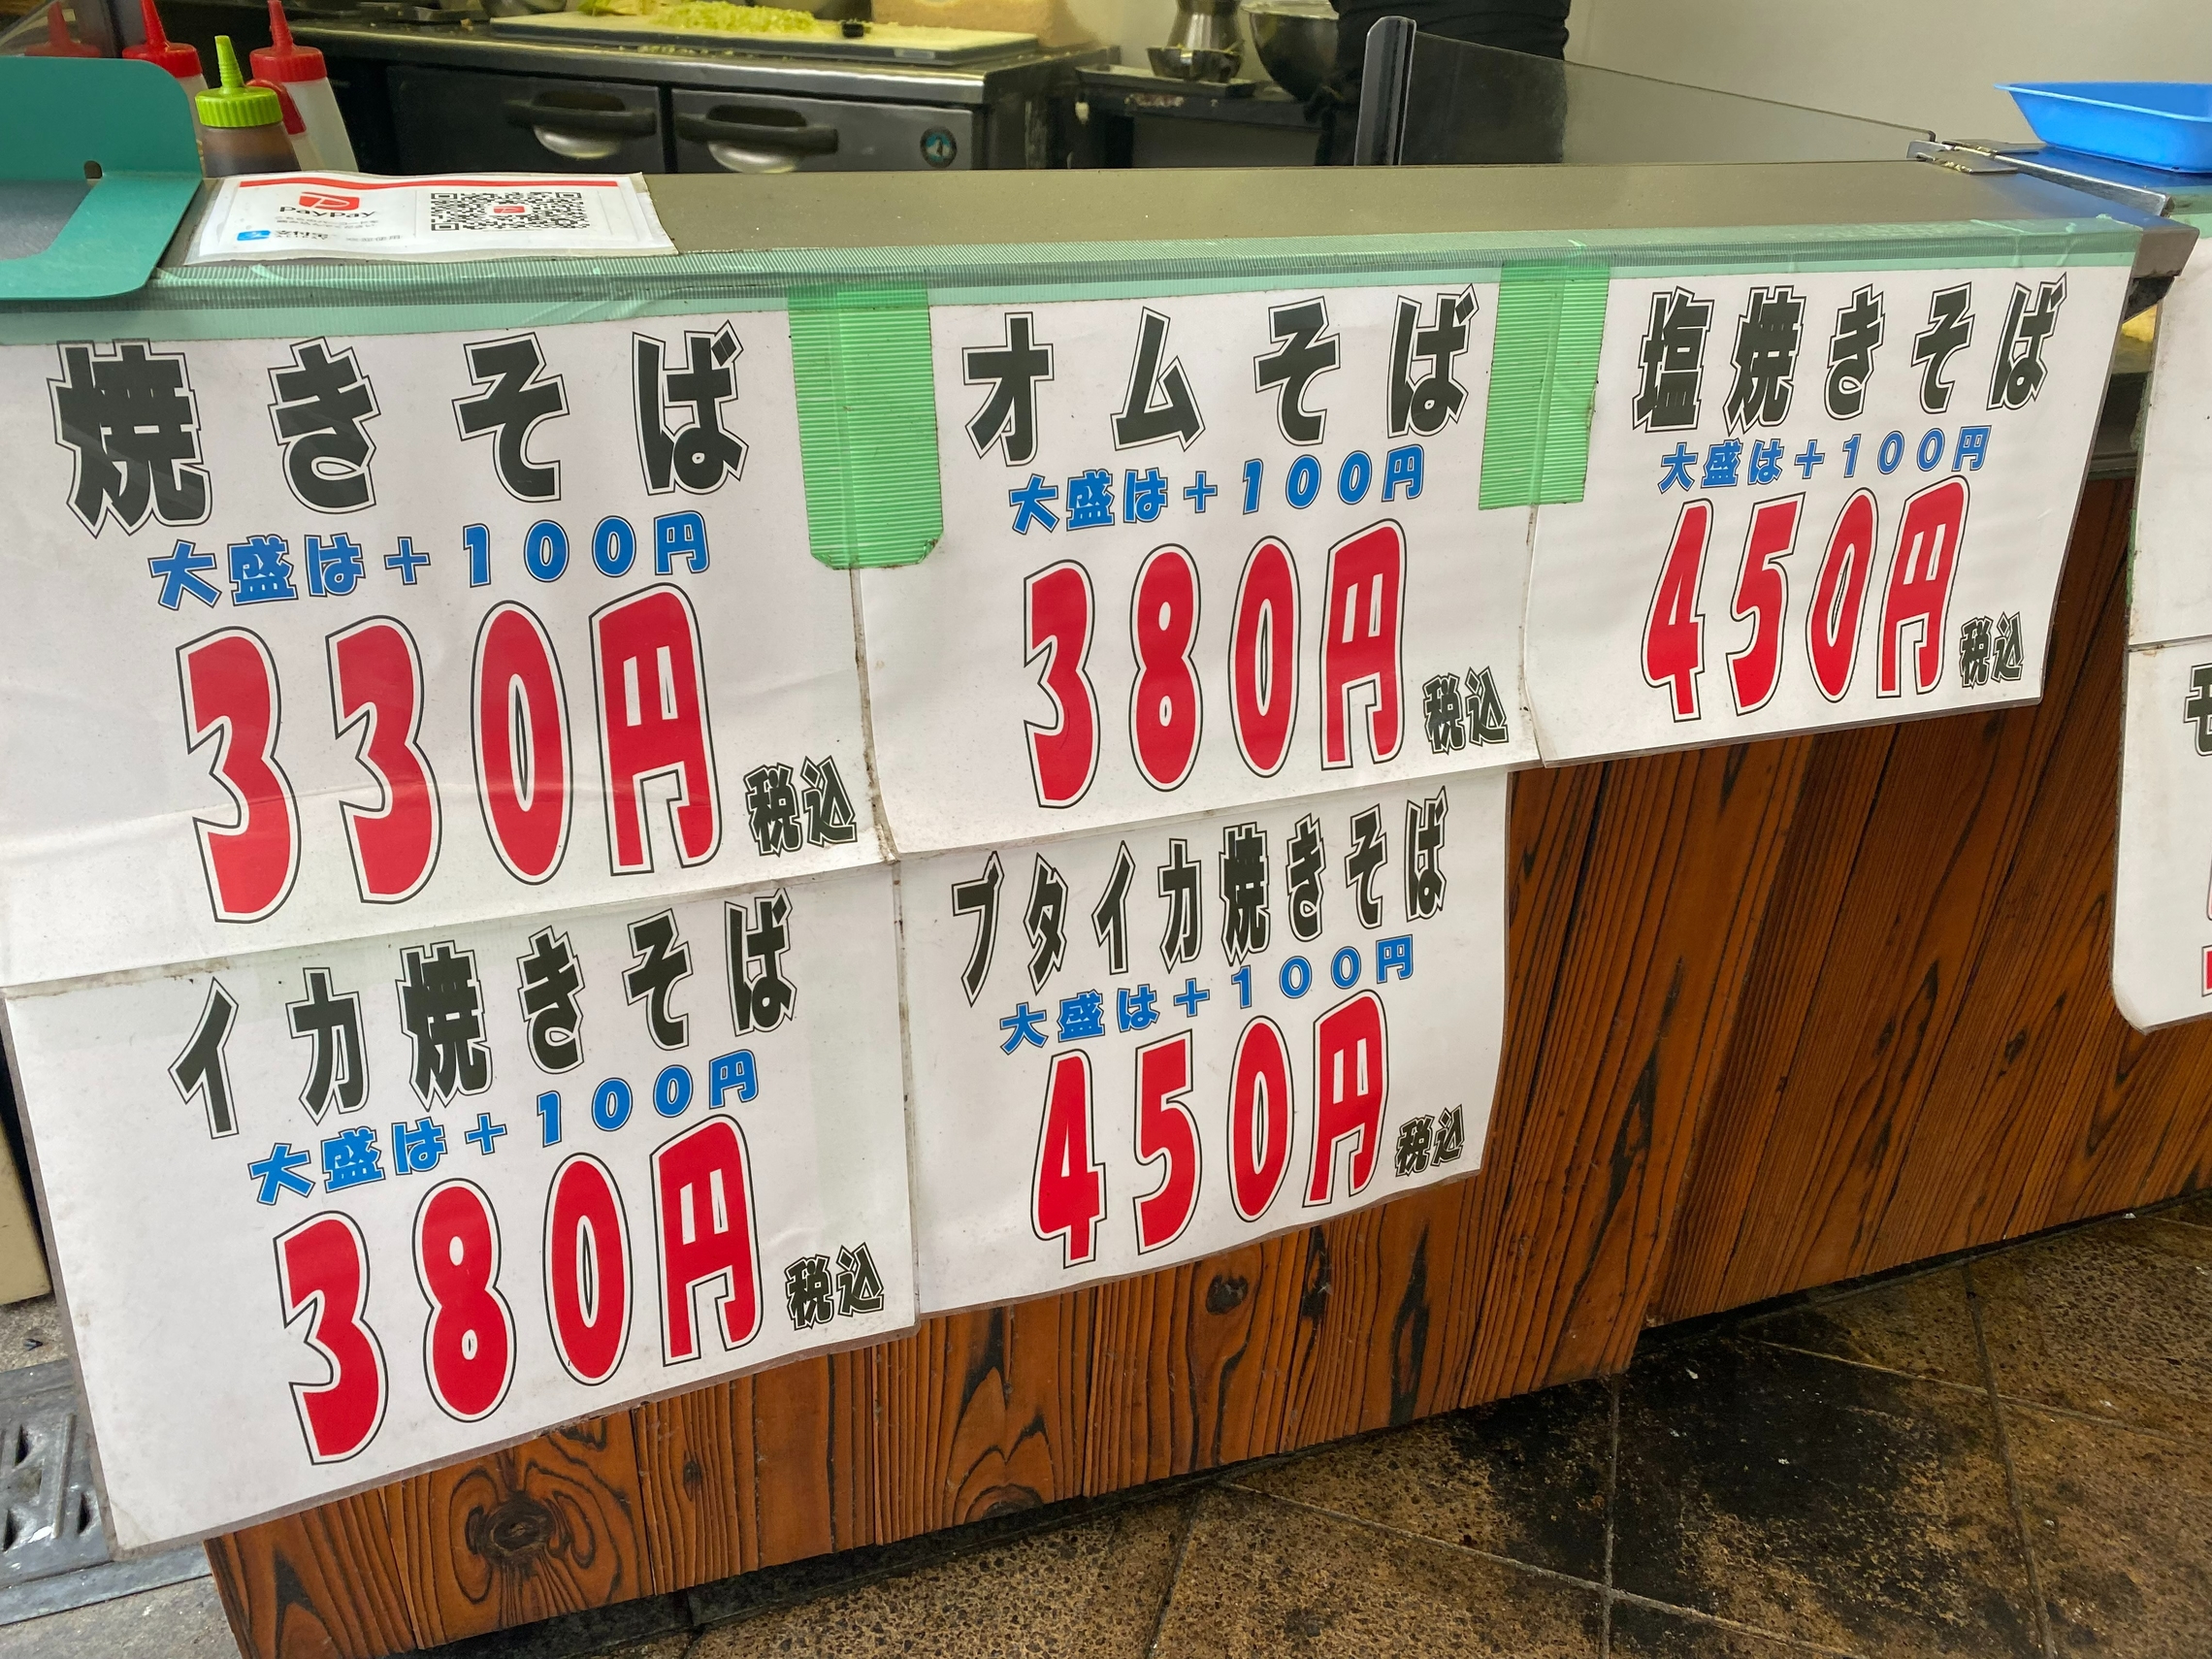 PayPay
支付宝
焼きそば
大盛は+100円
330円
税込
オムそば
大盛は+100円
380円
税込
塩焼きそば
大盛は+100円
450円
税込
イカ焼きそば
大盛は+100円
380円
税込
ブタイカ焼きそば
大盛は+100円
450円
税込
モ